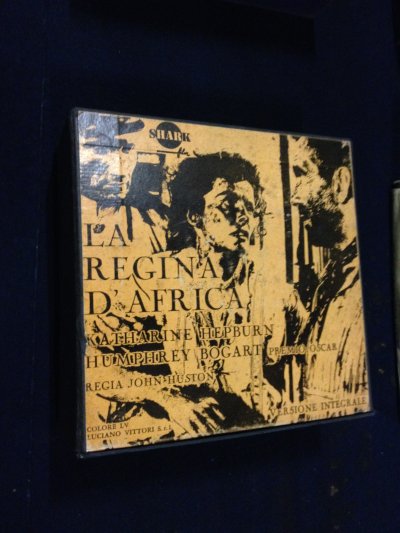 SHARK
film
LA
REGINA
D'AFRICA
KATHARINE HEPBURN
HUMPHREY BOGART PREMIO OSCAR
REGIA JOHN HUSTON
VERSIONE INTEGRALE
COLORE LV
LUCIANO VITTORI S.r.l.